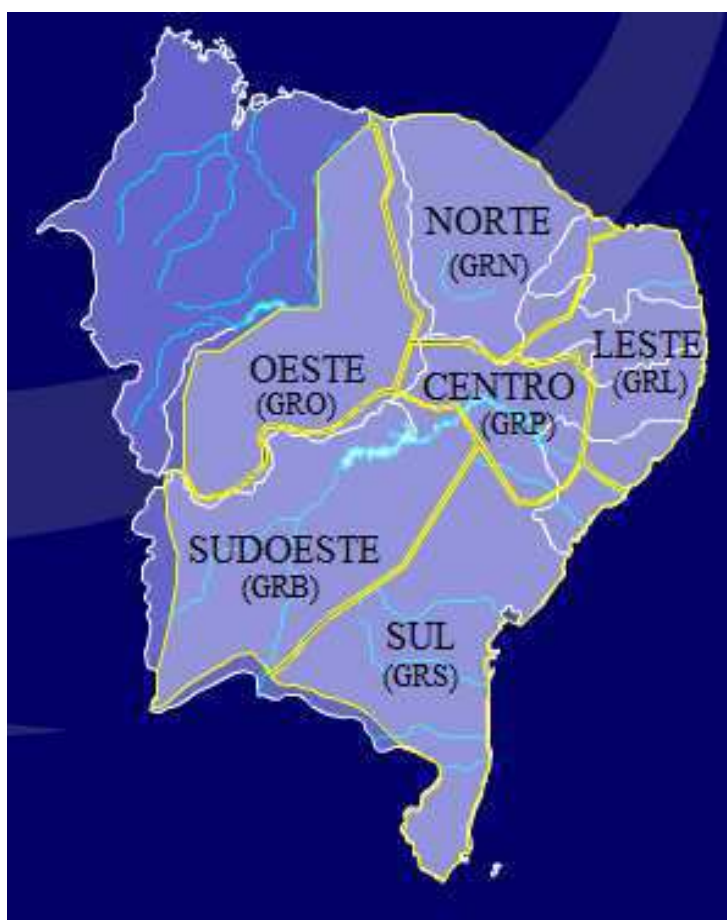 NORTE
(GRN)
LESTE
(GRL)
OESTE
(GRO)
CENTRO
(GRP)
SUDOESTE
(GRB)
SUL
(GRS)